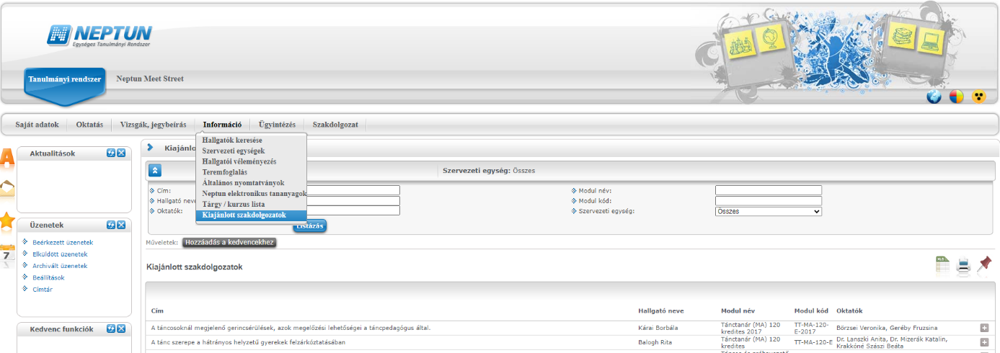 NEPTUN
Egységes Tanulmányi Rendszer
Tanulmányi rendszer
Neptun Meet Street
Saját adatok
Oktatás
Vizsgák, jegybeírás
Információ
Ügyintézés
Szakdolgozat
Hallgatók keresése
Szervezeti egységek
Hallgatói véleményezés
Teremfoglalás
Általános nyomtatványok
Neptun elektronikus tananyagok
Tárgy / kurzus lista
Kiajánlott szakdolgozatok
Aktualitások
7
Üzenetek
Beérkezett üzenetek
Elküldött üzenetek
Archivált üzenetek
Beállítások
Címtár
Kedvenc funkciók
Szervezeti egység: Összes
Cím:
Modul név:
Modul kód:
Oktatók:
Szervezeti egység:
Összes
Listázás
Műveletek:
Hozzáadás a kedvencekhez
Kiajánlott szakdolgozatok
XLS
Cím Hallgató neve Modul név Modul kód Oktatók
A táncosoknál megjelenő gerincsérülések, azok megelőzési lehetőségei a táncpedagógus által.
Kárai Borbála
Tánctanár (MA) 120
kredites 2017
TT-MA-120-
E-2017
Börzsei Veronika, Geréby Fruzsina
A tánc szerepe a hátrányos helyzetű gyerekek felzárkóztatásában
Balogh Rita
Tánctanár (MA) 120
kredites
TT-MA-120-E
Dr. Lanszki Anita, Dr. Mizerák Katalin,
Krakkóné Szászi Beáta